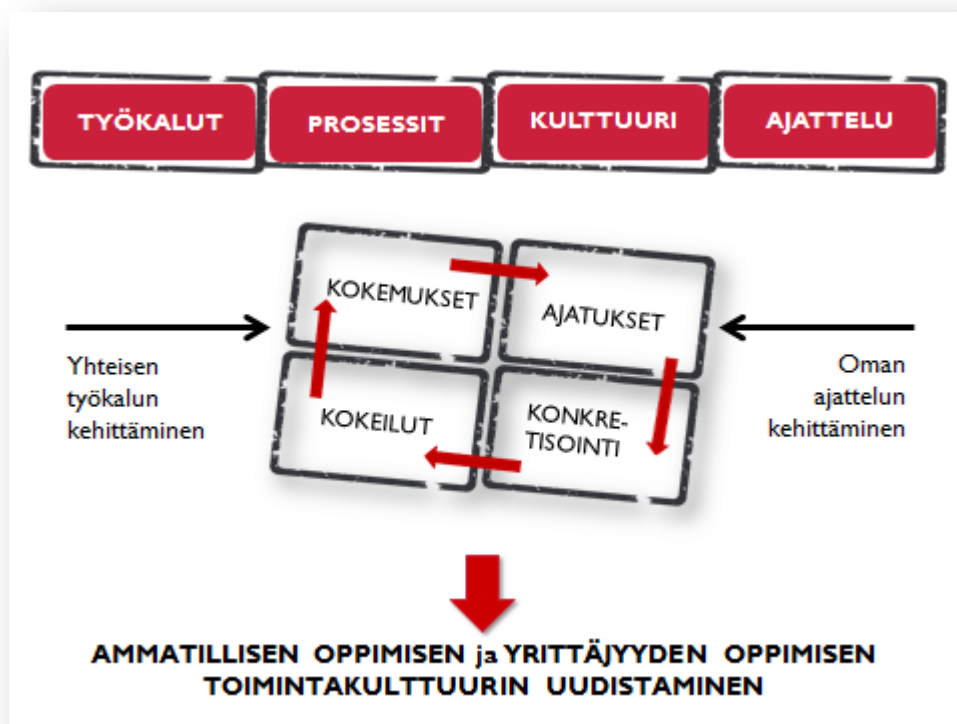 TYÖKALUT
PROSESSIT
KULTTUURI
AJATTELU
KOKEMUKSET
AJATUKSET
Yhteisen
työkalun
kehittäminen
KOKEILUT
KONKRE-
TISOINTI
Oman
ajattelun
kehittäminen
AMMATILLISEN OPPIMISEN ja YRITTÄJYYDEN OPPIMISEN
TOIMINTAKULTTUURIN UUDISTAMINEN